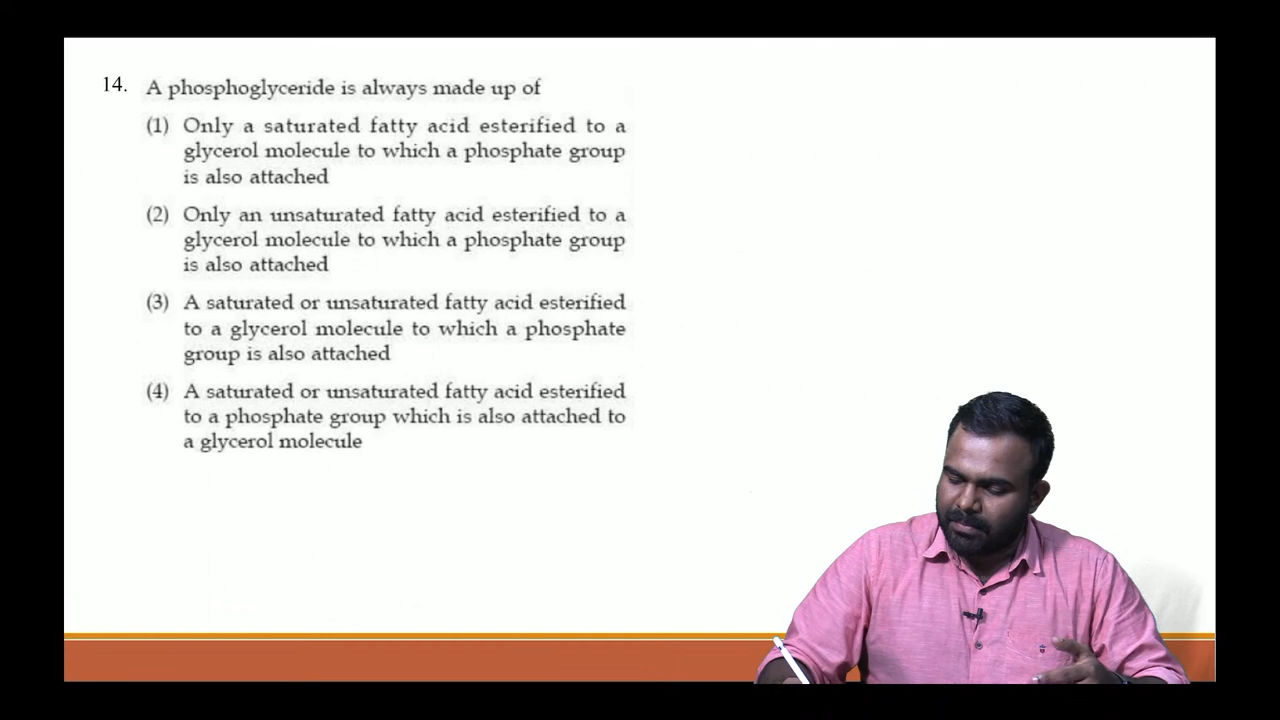 14. A phosphoglyceride is always made up of
(1) Only a saturated fatty acid esterified to a
glycerol molecule to which a phosphate group
is also attached
(2) Only an unsaturated fatty acid esterified to a
glycerol molecule to which a phosphate group
is also attached
(3) A saturated or unsaturated fatty acid esterified
to a glycerol molecule to which a phosphate
group is also attached
(4) A saturated or unsaturated fatty acid esterified
to a phosphate group which is also attached to
a glycerol molecule